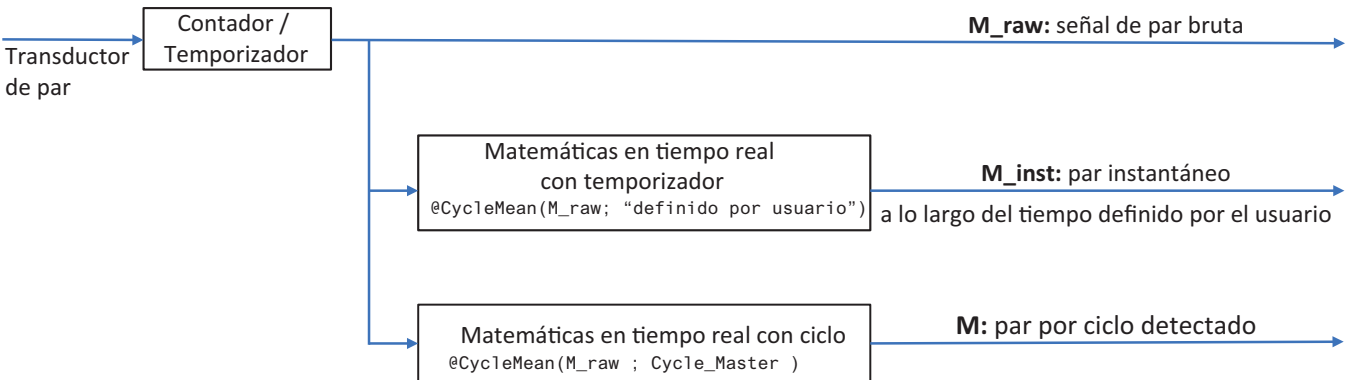 Transductor
de par
Contador /
Temporizador
M_raw: señal de par bruta
Matemáticas en tiempo real
con temporizador
@CycleMean(M_raw; “definido por usuario”)
M_inst: par instantáneo
a lo largo del tiempo definido por el usuario
Matemáticas en tiempo real con ciclo
@CycleMean(M_raw ; Cycle_Master )
M: par por ciclo detectado